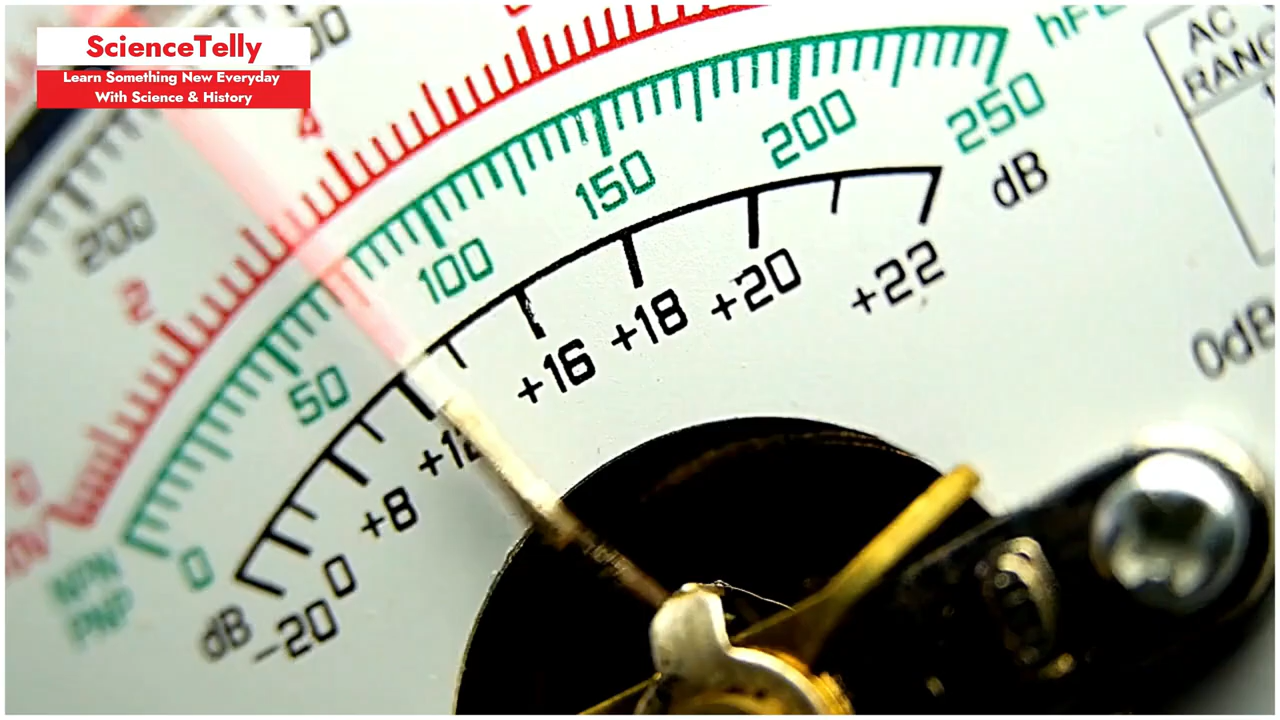 ScienceTelly
Learn Something New Everyday
With Science & History
200
0
2
4
hFE
0
50
100
150
200
250
NPN
PNP
dB
-20
0
+8
+12
+16
+18
+20
+22
dB
AC
0dB